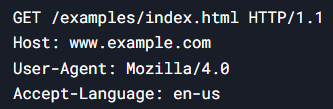 GET /examples/index.html HTTP/1.1
Host: www.example.com
User-Agent: Mozilla/4.0
Accept-Language: en-us